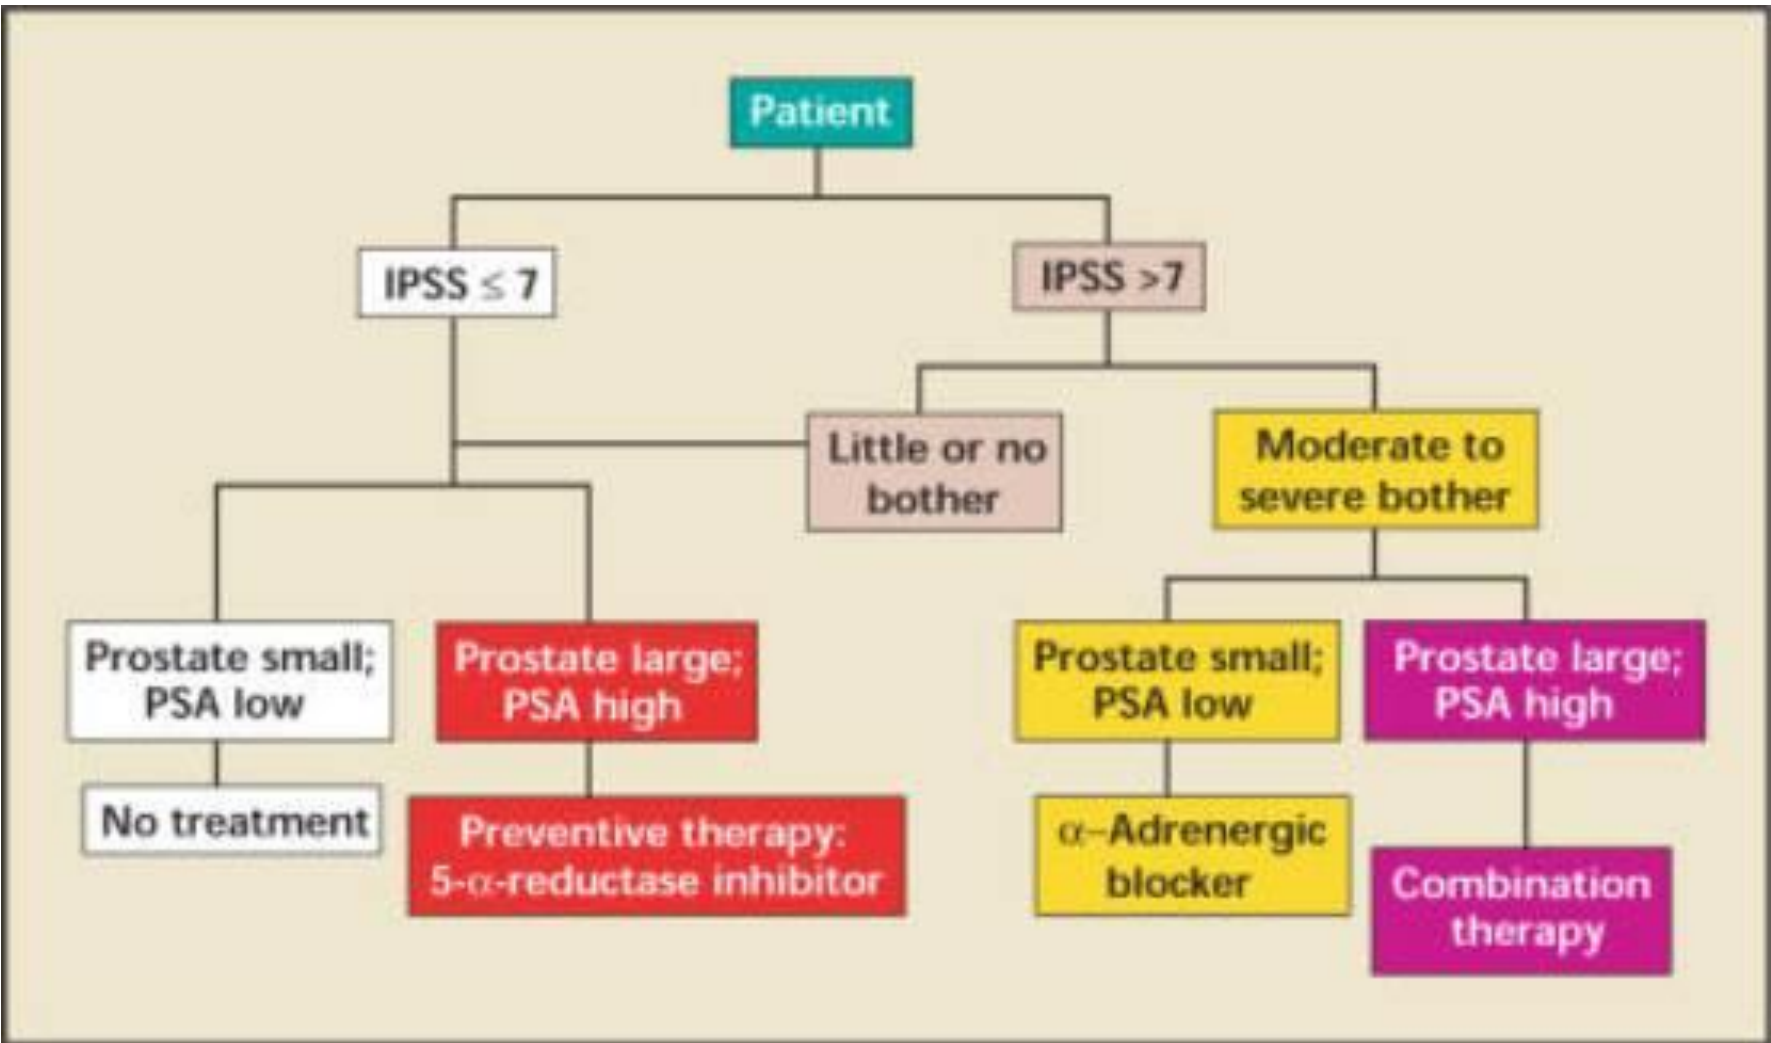 Patient
IPSS ≤ 7
IPSS >7
Little or no
bother
Moderate to
severe bother
Prostate small;
PSA low
Prostate large;
PSA high
Prostate small;
PSA low
Prostate large;
PSA high
No treatment
Preventive therapy:
5-α-reductase inhibitor
α–Adrenergic
blocker
Combination
therapy